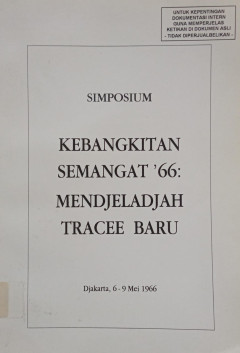 UNTUK KEPENTINGAN
DOKUMENTASI INTERN
GUNA MEMPERJELAS
KETIKAN DI DOKUMEN ASLI
- TIDAK DIPERJUALBELIKAN -
SIMPOSIUM
KEBANGKITAN
SEMANGAT '66:
MENDJELADJAH
TRACEE BARU
Djakarta, 6 - 9 Mei 1966